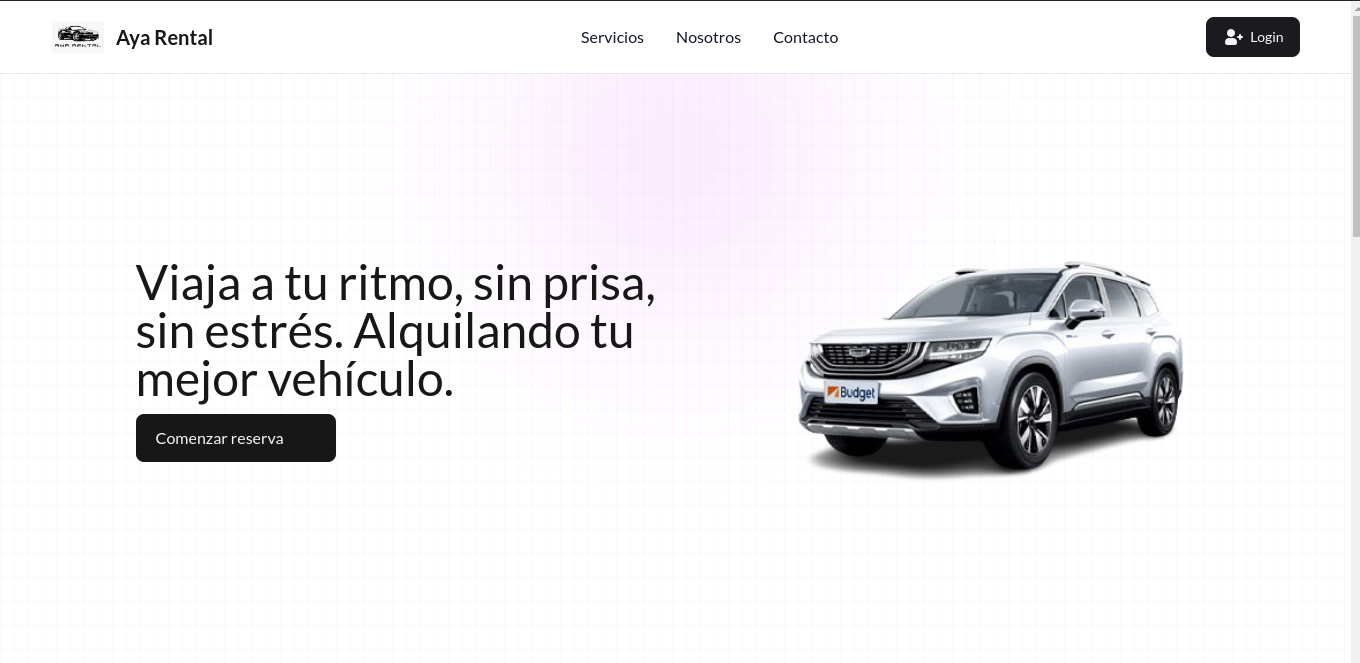 AYA RENTAL
Aya Rental
Servicios
Nosotros
Contacto
Login
Viaja a tu ritmo, sin prisa,
sin estrés. Alquilando tu
mejor vehículo.
Comenzar reserva
Budget